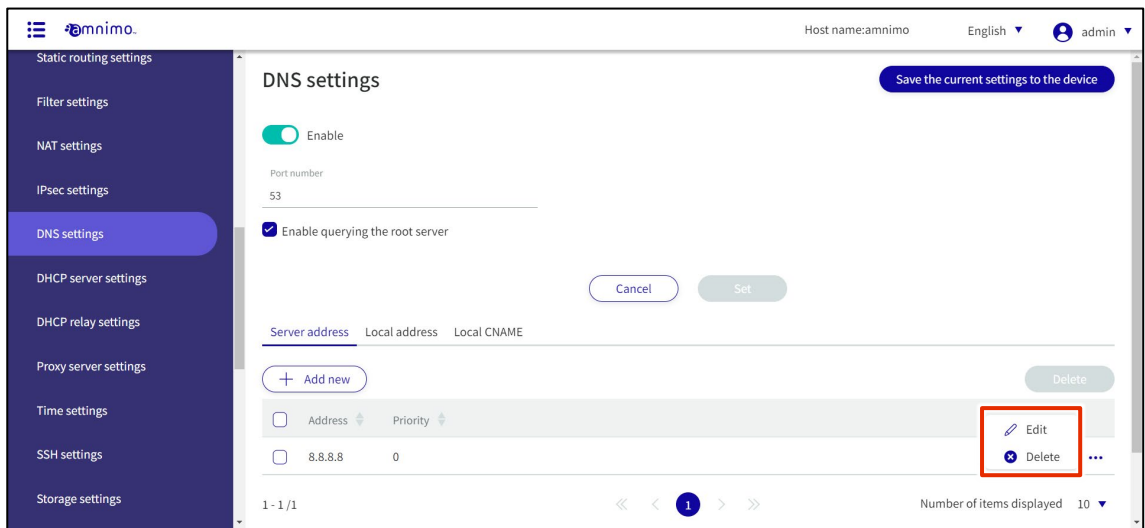 amnimo
Host name:amnimo
English
admin
Static routing settings
Filter settings
NAT settings
IPsec settings
DNS settings
DHCP server settings
DHCP relay settings
Proxy server settings
Time settings
SSH settings
Storage settings
DNS settings
Save the current settings to the device
Enable
Port number
53
Enable querying the root server
Cancel
Set
Server address Local address Local CNAME
Add new
Delete
Address Priority
Edit
8.8.8.8 0
Delete
1 - 1 /1
1
Number of items displayed 10